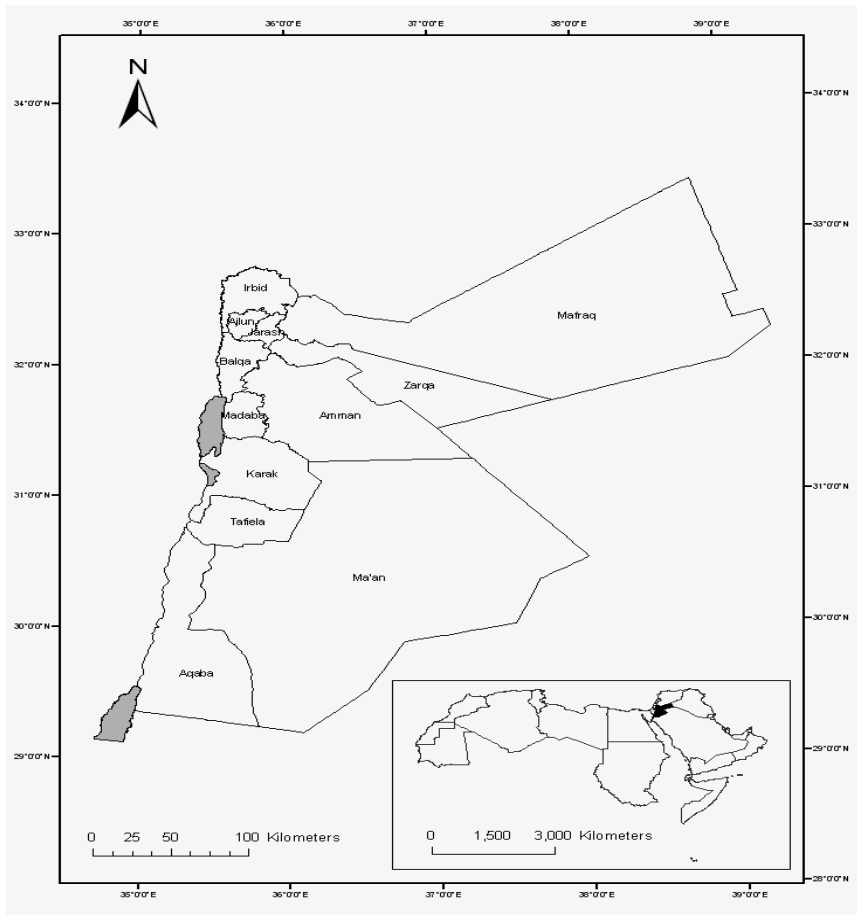 35°0'0"E 36°0'0"E 37°0'0"E 38°0'0"E 39°0'0"E
N
34°0'0"N 34°0'0"N
33°0'0"N 33°0'0"N
Irbid
Mafraq
Ajlun
Jarash
32°0'0"N 32°0'0"N
Balqa
Zarqa
Madaba
Amman
Karak
31°0'0"N 31°0'0"N
Tafiela
Ma'an
30°0'0"N 30°0'0"N
Aqaba
29°0'0"N 29°0'0"N
0 25 50 100 Kilometers
0 1,500 3,000 Kilometers
28°0'0"N
35°0'0"E 36°0'0"E 37°0'0"E 38°0'0"E 39°0'0"E